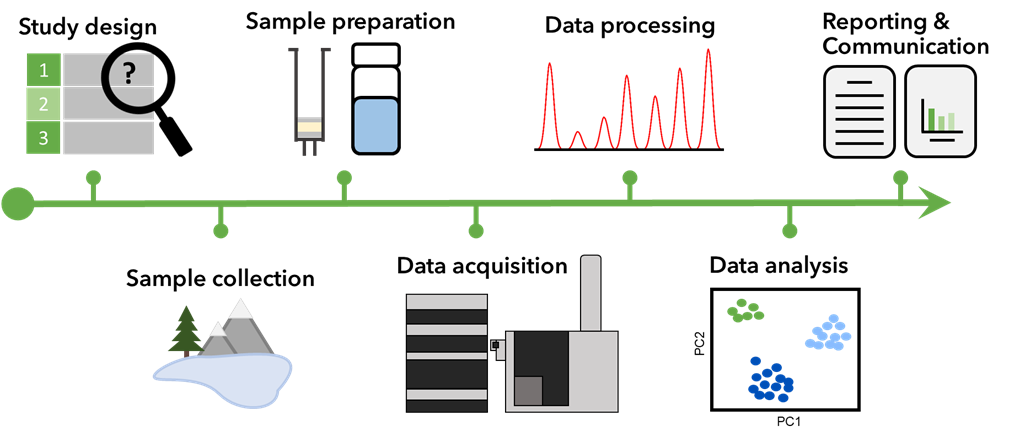 Study design
1
2
3
?
Sample preparation
Data processing
Reporting &
Communication
Sample collection
Data acquisition
Data analysis
PC2
PC1